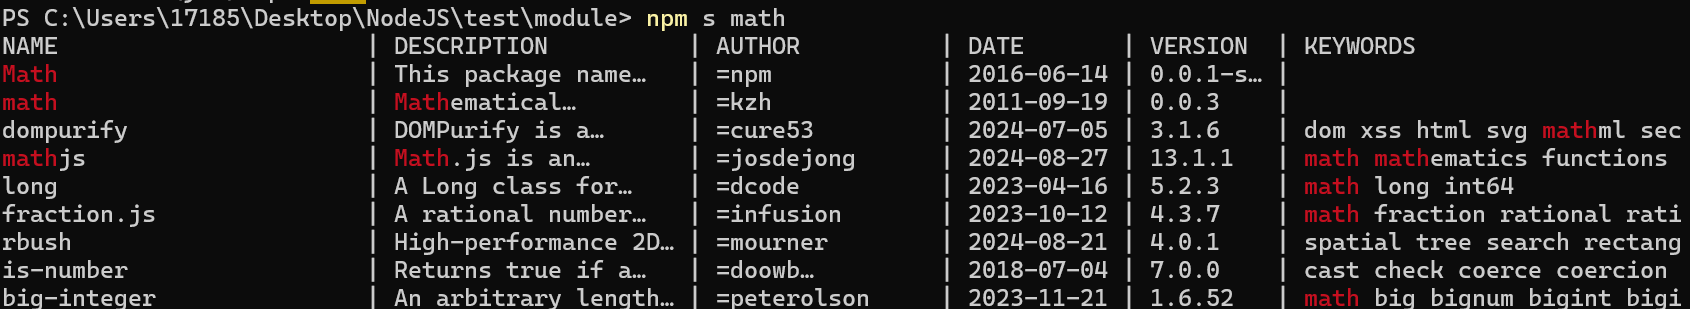 PS C:\Users\17185\Desktop\NodeJS\test\module> npm s math
NAME | DESCRIPTION | AUTHOR | DATE | VERSION | KEYWORDS
Math | This package name… | =npm | 2016-06-14 | 0.0.1-s… |
math | Mathematical… | =kzh | 2011-09-19 | 0.0.3 |
dompurify | DOMPurify is a… | =cure53 | 2024-07-05 | 3.1.6 | dom xss html svg mathml sec
mathjs | Math.js is an… | =josdejong | 2024-08-27 | 13.1.1 | math mathematics functions
long | A Long class for… | =dcode | 2023-04-16 | 5.2.3 | math long int64
fraction.js | A rational number… | =infusion | 2023-10-12 | 4.3.7 | math fraction rational rati
rbush | High-performance 2D… | =mourner | 2024-08-21 | 4.0.1 | spatial tree search rectang
is-number | Returns true if a… | =doowb… | 2018-07-04 | 7.0.0 | cast check coerce coercion
big-integer | An arbitrary length… | =peterolson | 2023-11-21 | 1.6.52 | math big bignum bigint bigi